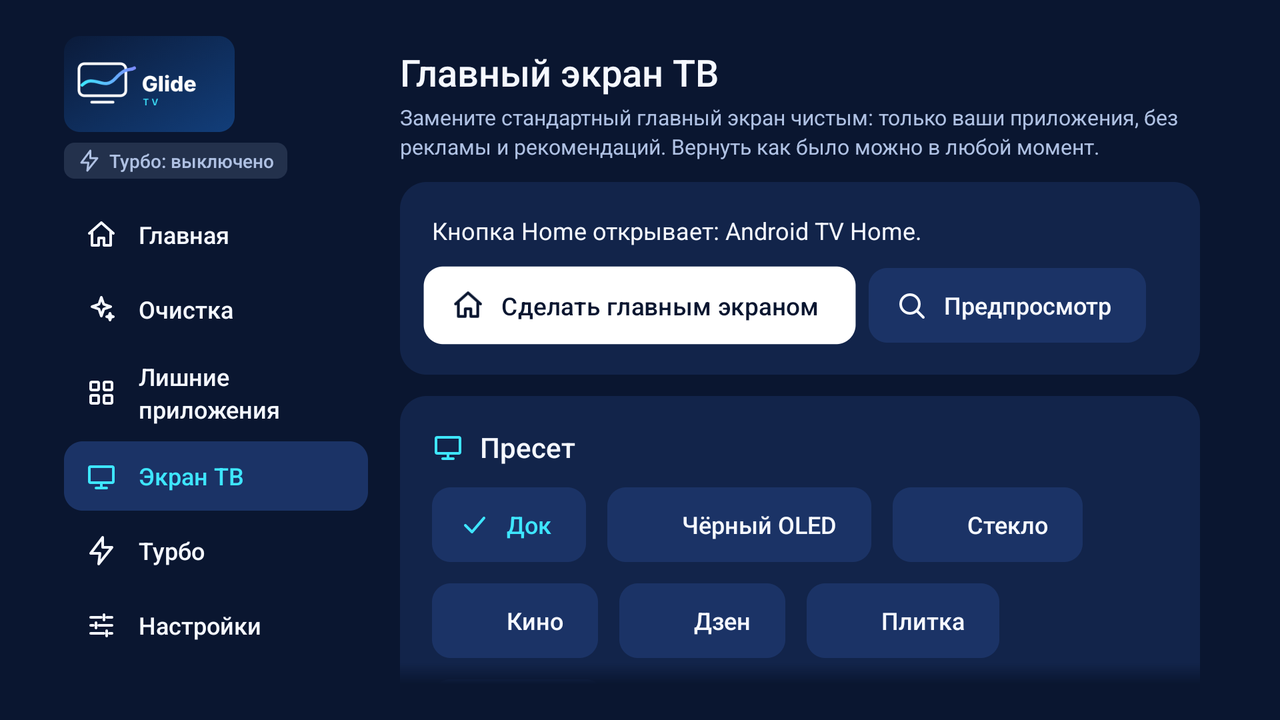 Glide
TV
Турбо: выключено
Главная
Очистка
Лишние
приложения
Экран ТВ
Турбо
Настройки
Главный экран ТВ
Замените стандартный главный экран чистым: только ваши приложения, без
рекламы и рекомендаций. Вернуть как было можно в любой момент.
Кнопка Home открывает: Android TV Home.
Сделать главным экраном
Предпросмотр
Пресет
Док
Чёрный OLED
Стекло
Кино
Дзен
Плитка